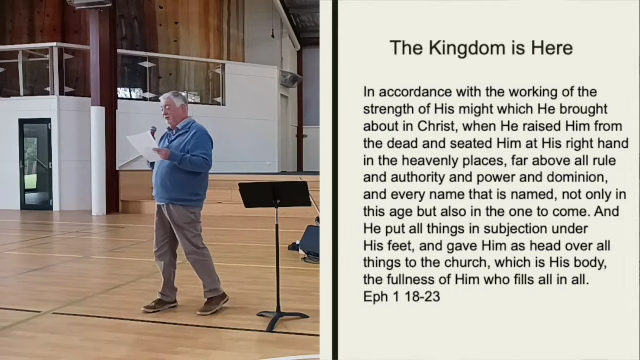 The Kingdom is Here
In accordance with the working of the
strength of His might which He brought
about in Christ, when He raised Him from
the dead and seated Him at His right hand
in the heavenly places, far above all rule
and authority and power and dominion,
and every name that is named, not only in
this age but also in the one to come. And
He put all things in subjection under
His feet, and gave Him as head over all
things to the church, which is His body,
the fullness of Him who fills all in all.
Eph 1 18-23